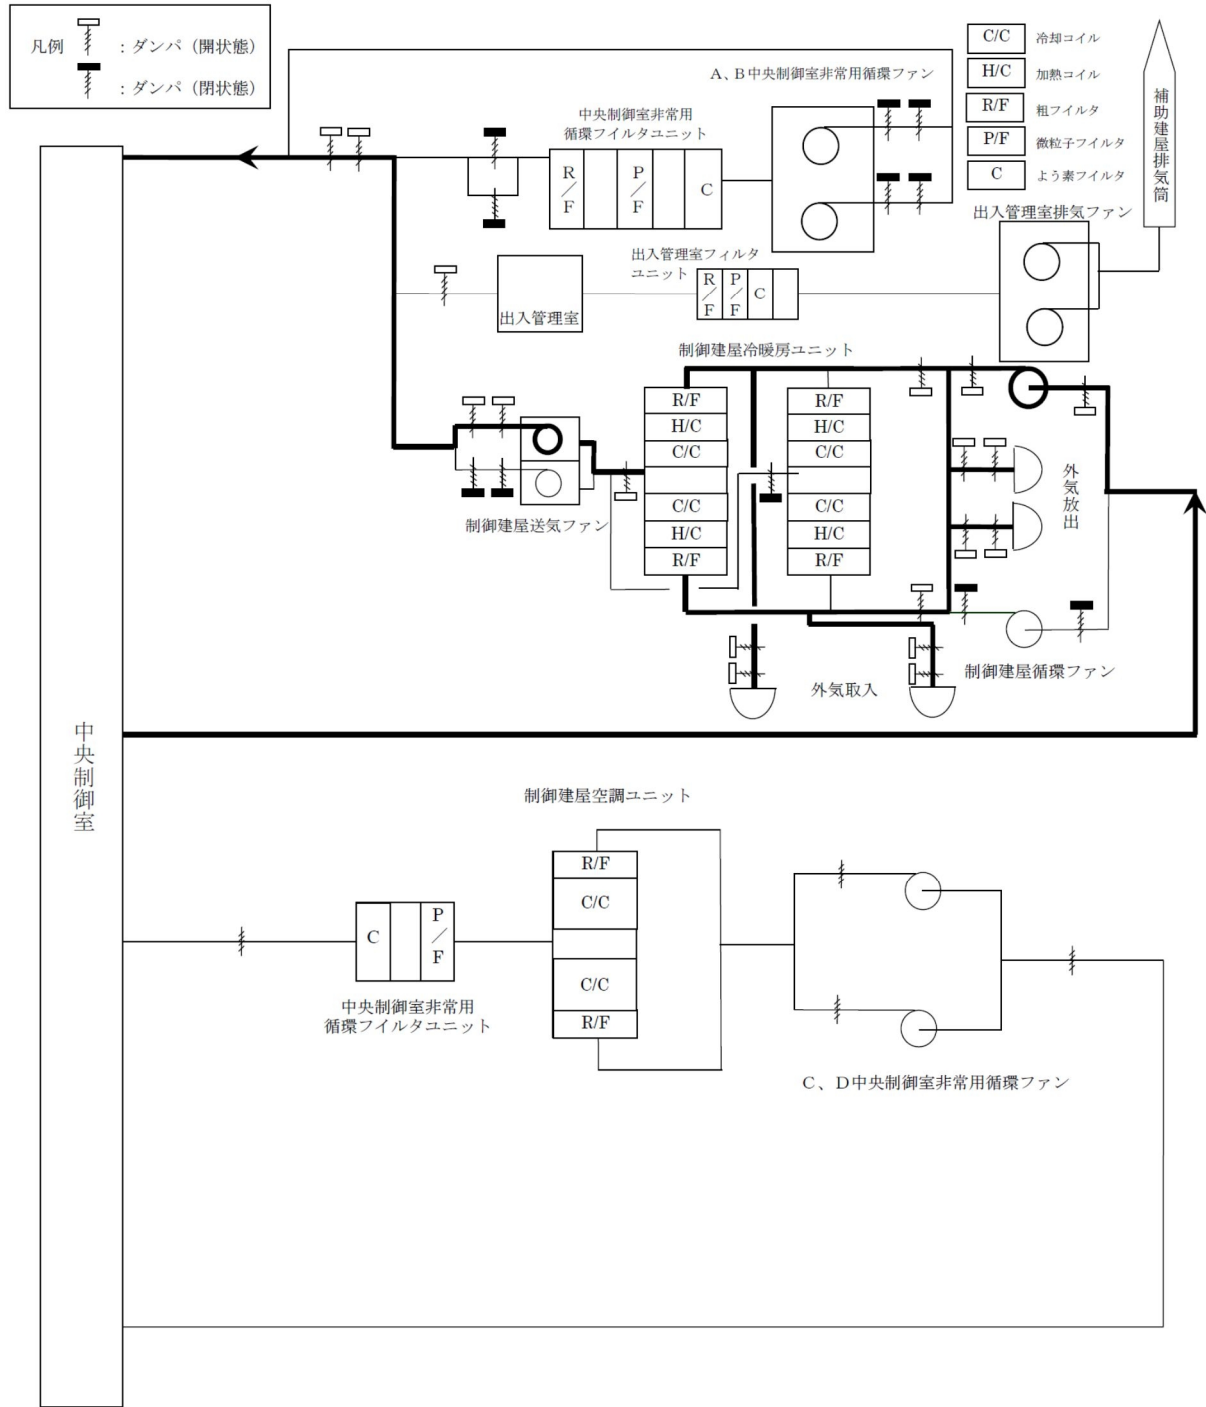 凡例
：ダンパ（開状態）
：ダンパ（閉状態）
C/C 冷却コイル
H/C 加熱コイル
R/F 粗フイルタ
P/F 微粒子フイルタ
C よう素フイルタ
補助建屋排気筒
A、B中央制御室非常用循環ファン
中央制御室非常用
循環フイルタユニット
R/F
P/F
C
出入管理室排気ファン
出入管理室フィルタ
ユニット
R/F
P/F
C
出入管理室
制御建屋冷暖房ユニット
R/F
H/C
C/C
C/C
H/C
R/F
R/F
H/C
C/C
C/C
H/C
R/F
外気放出
制御建屋送気ファン
制御建屋循環ファン
外気取入
中央制御室
制御建屋空調ユニット
R/F
C/C
C/C
R/F
C
P/F
中央制御室非常用
循環フイルタユニット
C、D中央制御室非常用循環ファン